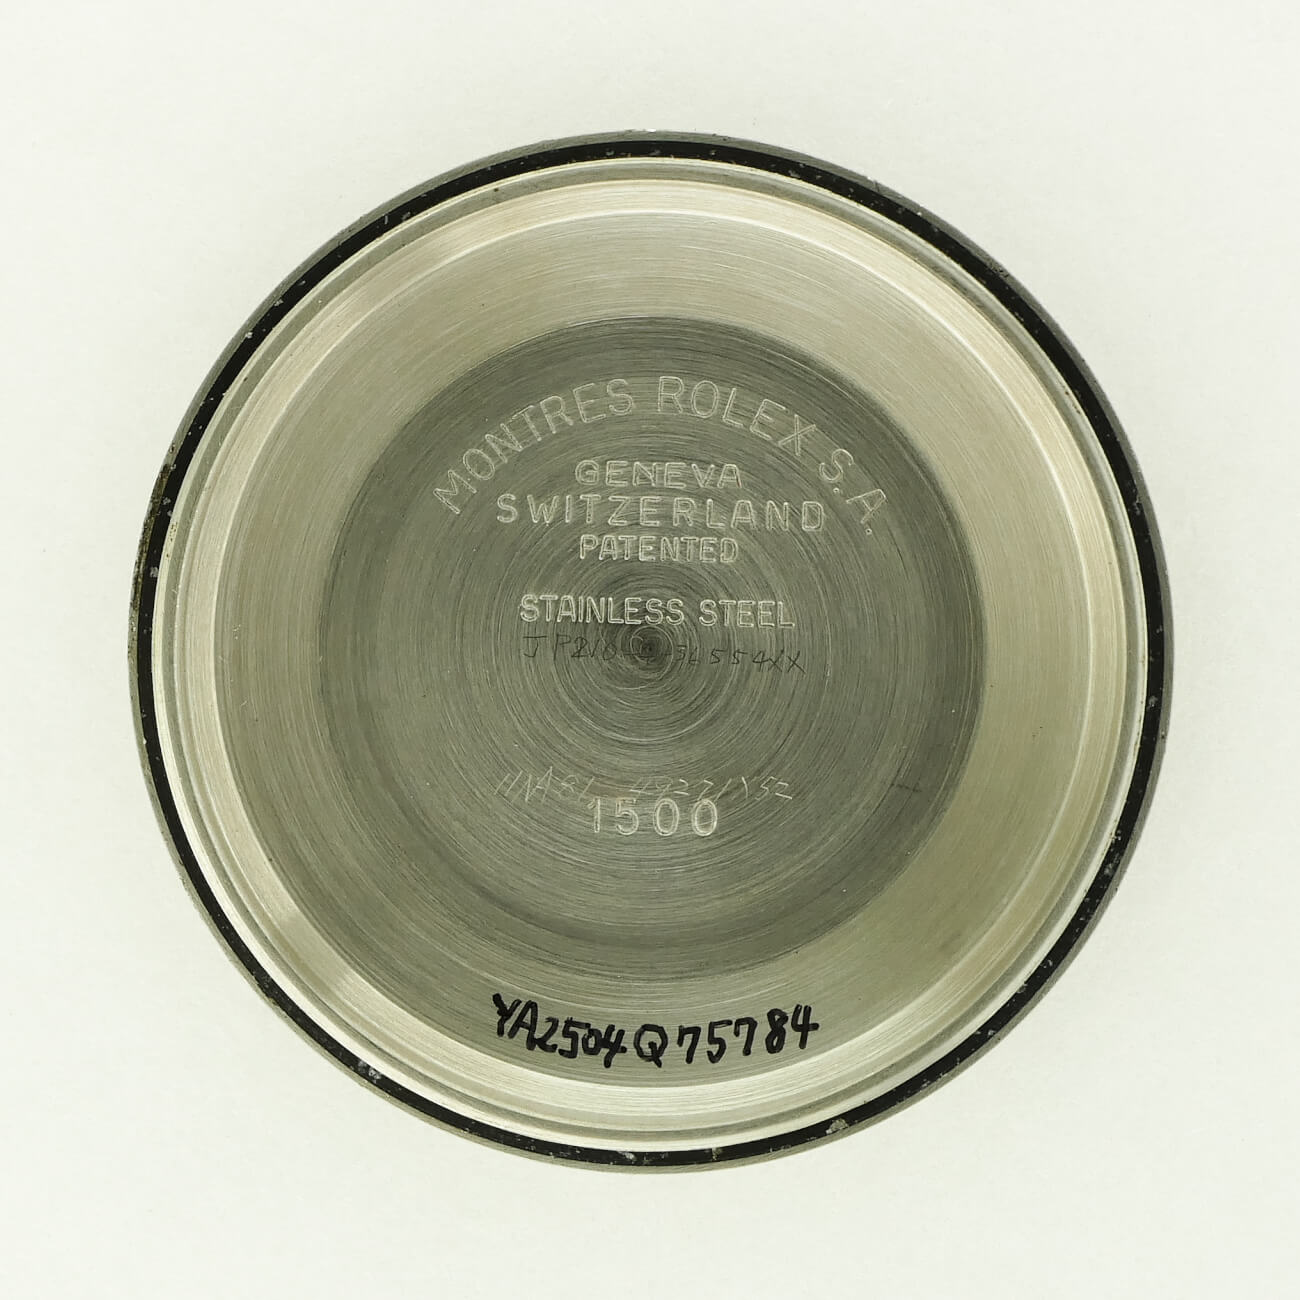 MONTRES ROLEX S.A.
GENEVA
SWITZERLAND
PATENTED
STAINLESS STEEL
1500
YA2504Q75784